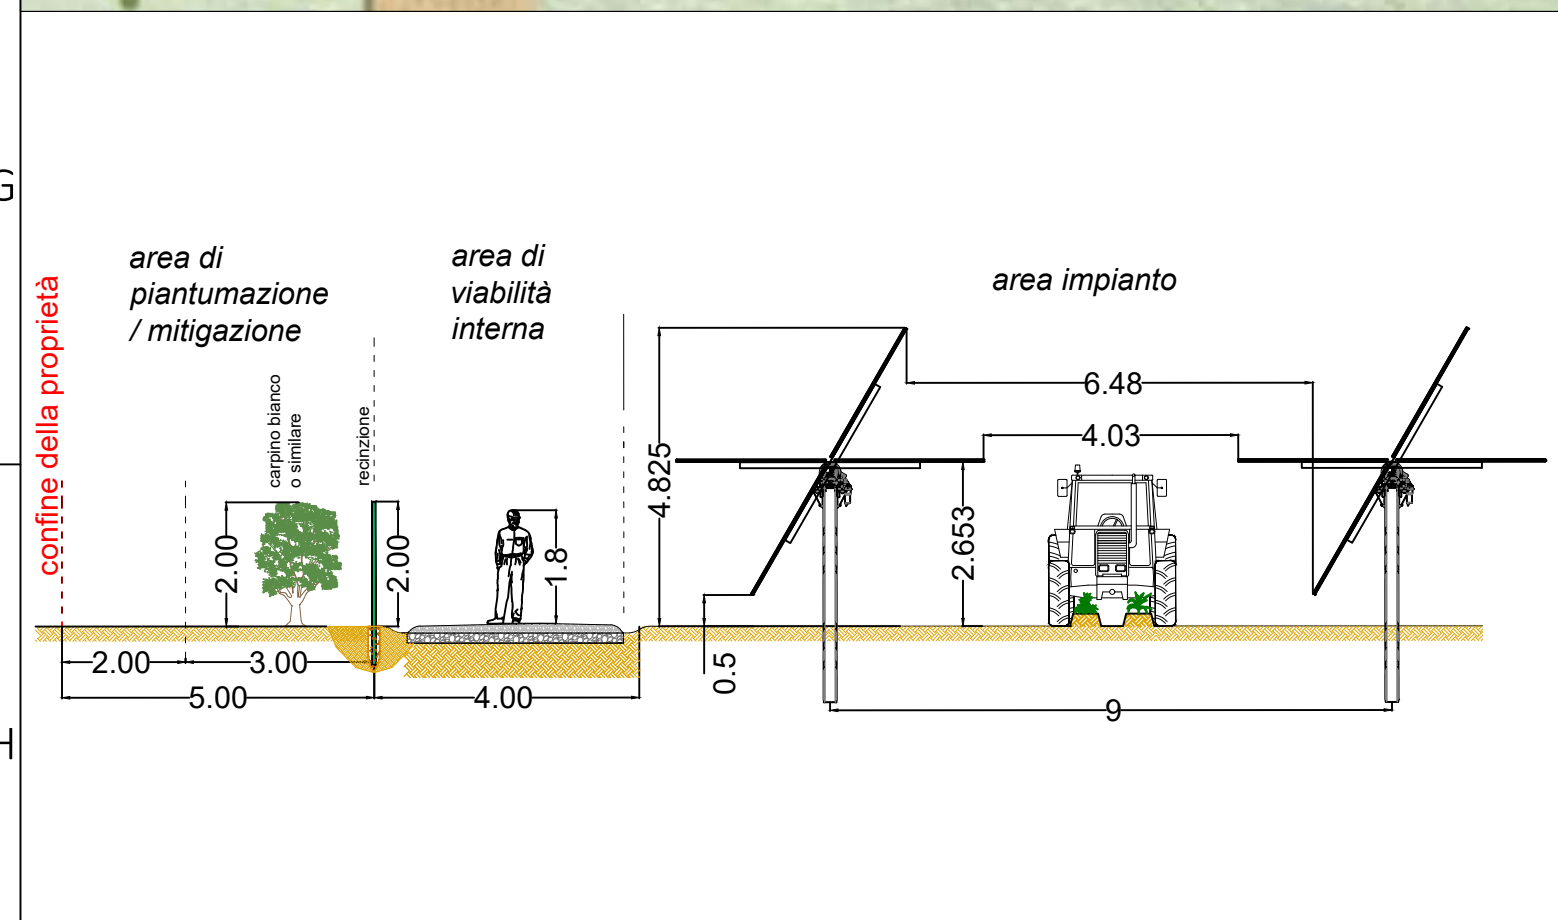 G
area di
piantumazione
/ mitigazione
area di
viabilità
interna
area impianto
confine della proprietà
carpino bianco
o similare
recinzione
2.00
2.00
1.8
4.825
6.48
4.03
2.653
0.5
2.00
3.00
5.00
4.00
9
H